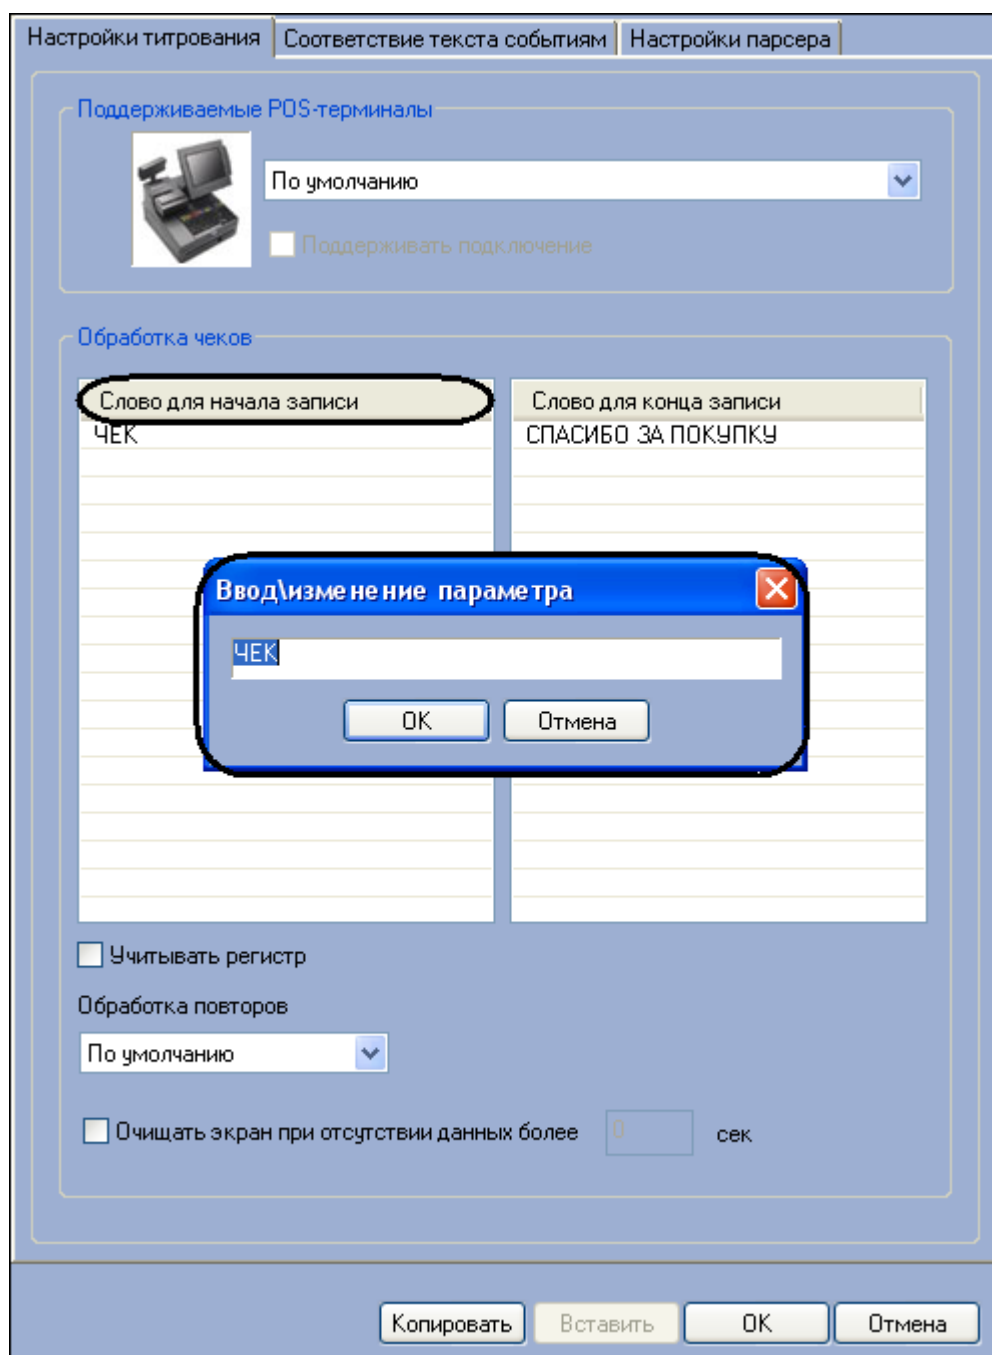 Настройки титрования Соответствие текста событиям Настройки парсера
Поддерживаемые POS-терминалы
По умолчанию
Поддерживать подключение
Обработка чеков
Слово для начала записи Слово для конца записи
ЧЕК СПАСИБО ЗА ПОКУПКУ
Ввод\изменение параметра
ЧЕК
OK Отмена
Учитывать регистр
Обработка повторов
По умолчанию
Очищать экран при отсутствии данных более 0 сек
Копировать Вставить OK Отмена